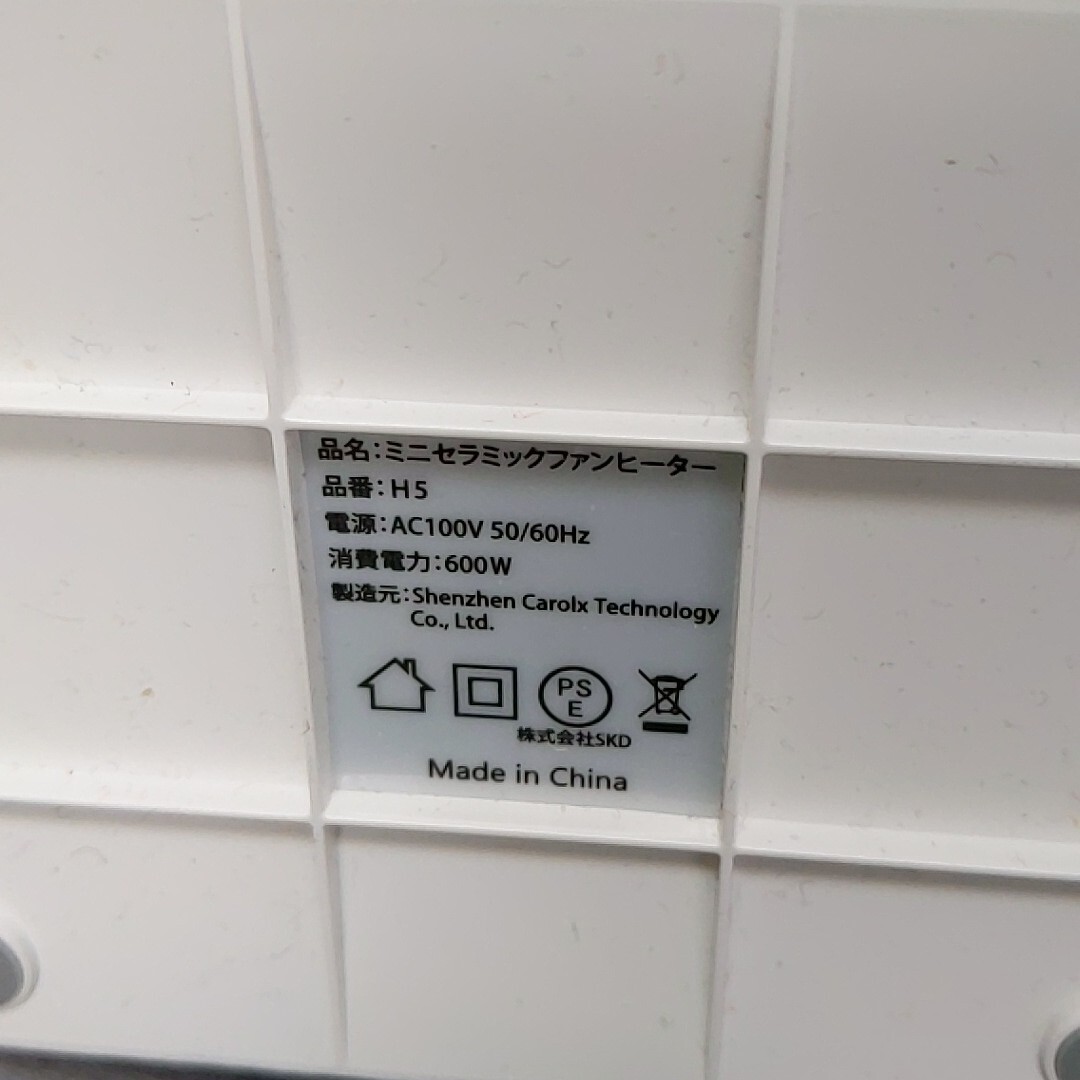 品名：ミニセラミックファンヒーター
品番：H5
電源：AC100V 50/60Hz
消費電力：600W
製造元：Shenzhen Carolx Technology
Co., Ltd.
PS
E
株式会社SKD
Made in China